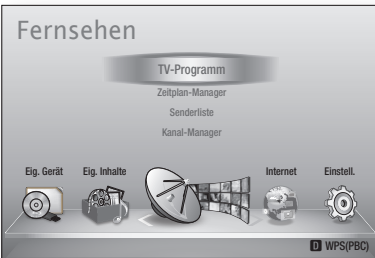 Fernsehen
TV-Programm
Zeitplan-Manager
Senderliste
Kanal-Manager
Eig. Gerät Eig. Inhalte Internet Einstell.
D WPS(PBC)